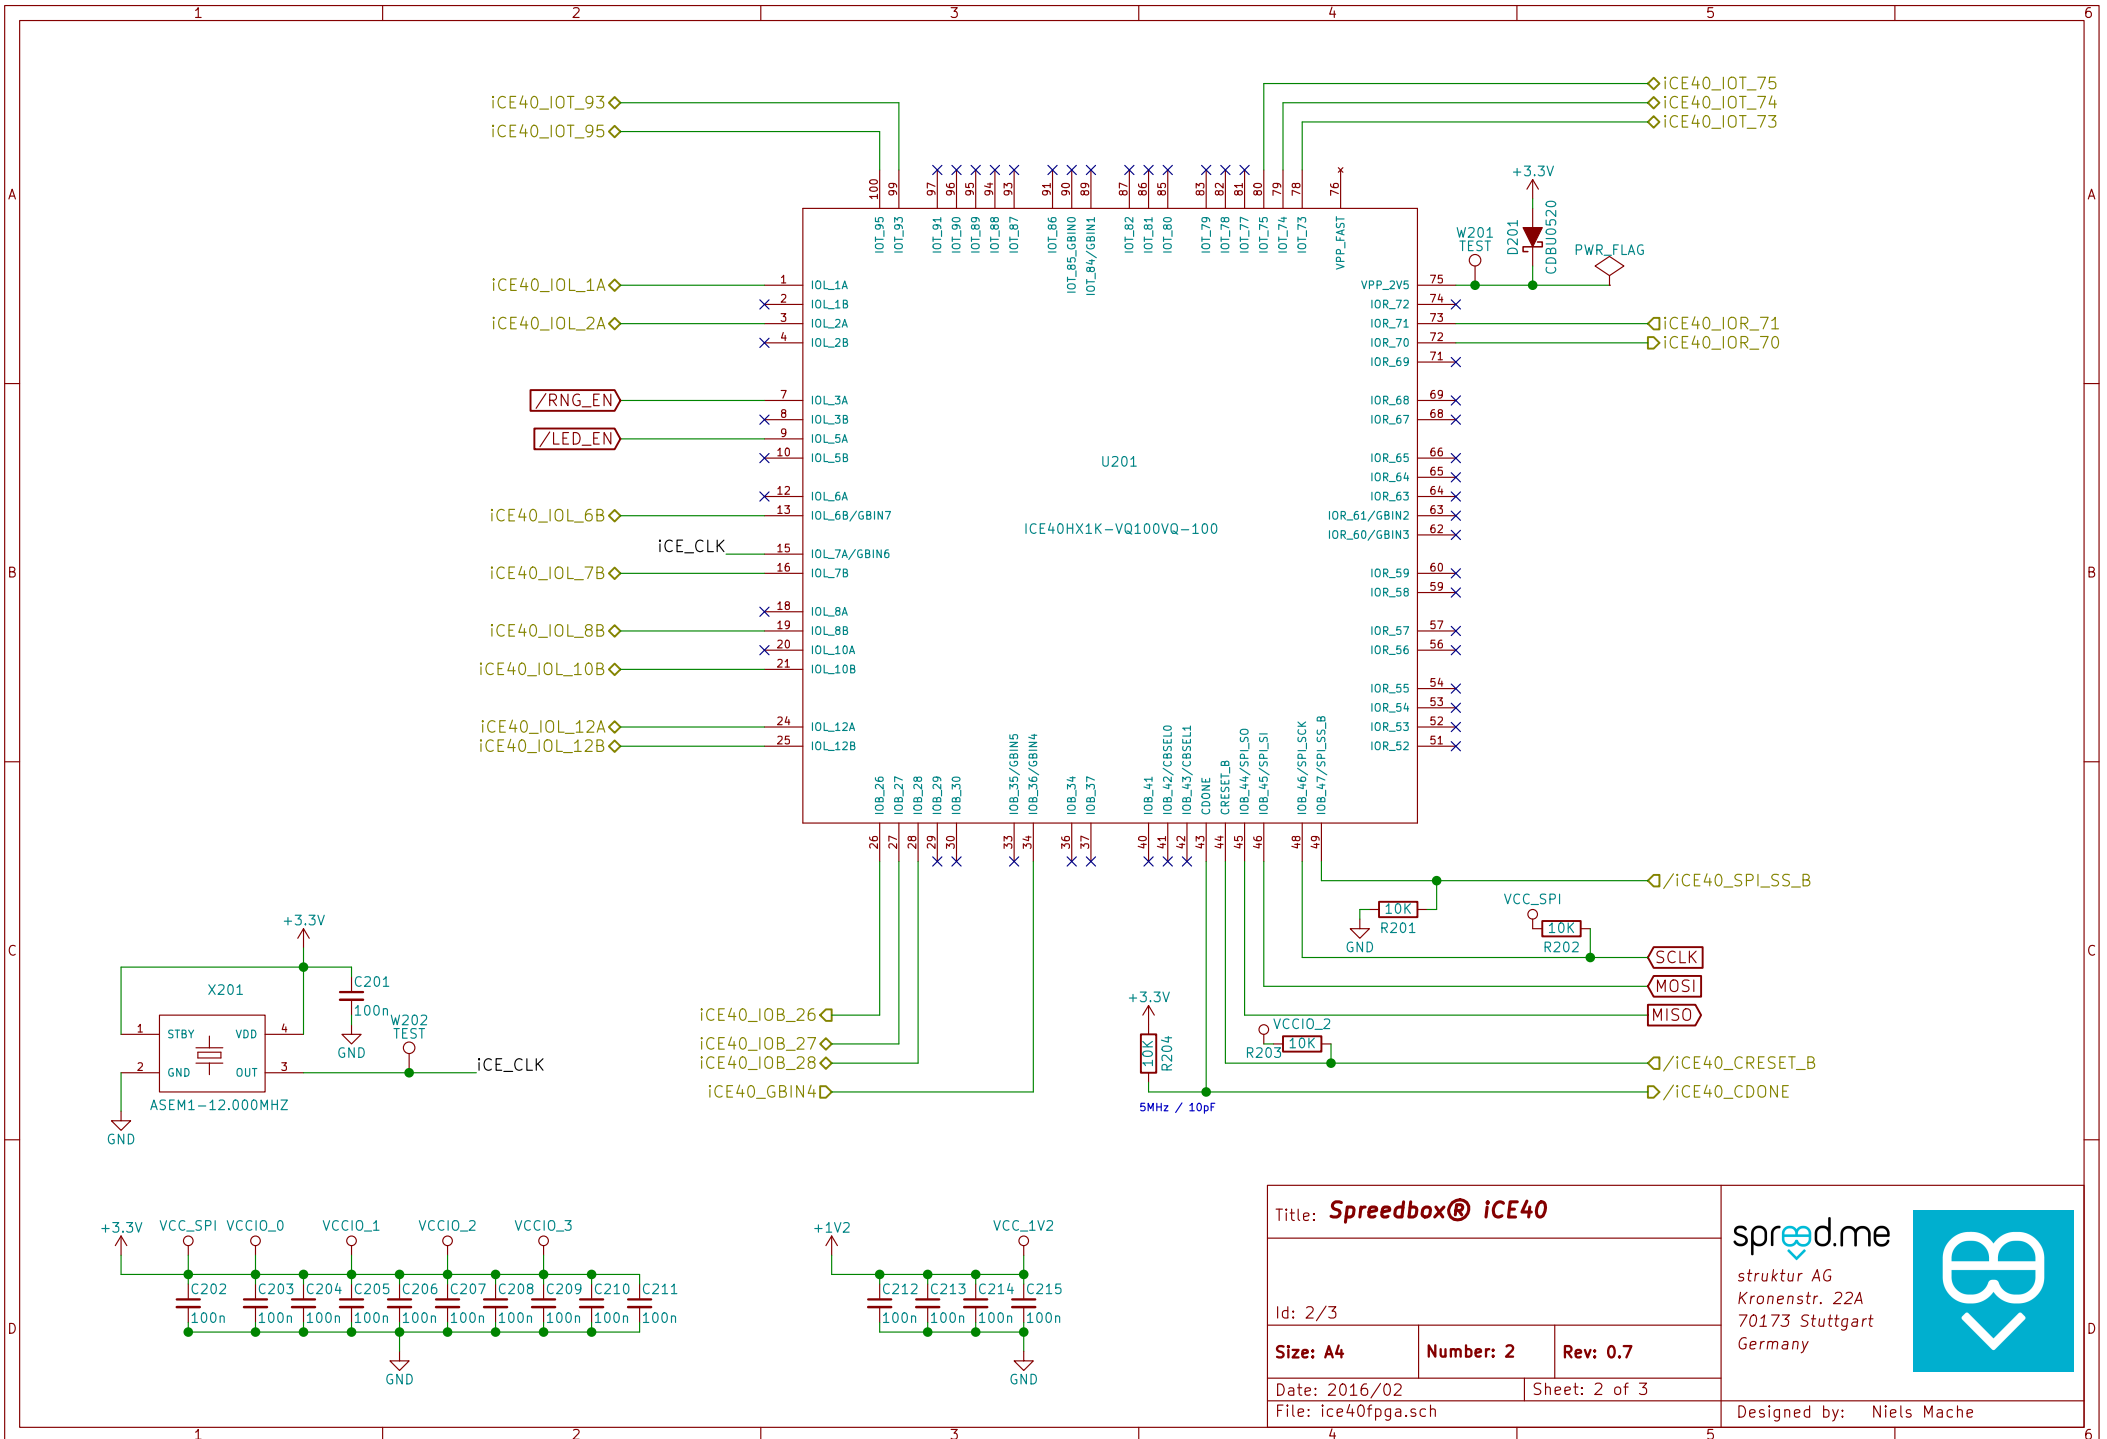 1 2 3 4 5 6
A
B
C
D
A
B
C
D
iCE40_IOT_93
iCE40_IOT_95
iCE40_IOT_75
iCE40_IOT_74
iCE40_IOT_73
100 99 97 96 95 94 93 91 90 89 87 86 85 83 82 81 80 79 78 76
IOT_95 IOT_93 IOT_91 IOT_90 IOT_89 IOT_88 IOT_87 IOT_86 IOT_85_GBIN0 IOT_84/GBIN1 IOT_82 IOT_81 IOT_80 IOT_79 IOT_78 IOT_77 IOT_75 IOT_74 IOT_73 VPP_FAST
+3.3V
D201
CDBU0520
W201
TEST
PWR_FLAG
iCE40_IOL_1A 1 IOL_1A
2 IOL_1B
iCE40_IOL_2A 3 IOL_2A
4 IOL_2B
/RNG_EN 7 IOL_3A
8 IOL_3B
/LED_EN 9 IOL_5A
10 IOL_5B
12 IOL_6A
iCE40_IOL_6B 13 IOL_6B/GBIN7
iCE_CLK 15 IOL_7A/GBIN6
iCE40_IOL_7B 16 IOL_7B
18 IOL_8A
iCE40_IOL_8B 19 IOL_8B
20 IOL_10A
iCE40_IOL_10B 21 IOL_10B
iCE40_IOL_12A 24 IOL_12A
iCE40_IOL_12B 25 IOL_12B
U201
ICE40HX1K-VQ100VQ-100
VPP_2V5 75
IOR_72 74
IOR_71 73 iCE40_IOR_71
IOR_70 72 iCE40_IOR_70
IOR_69 71
IOR_68 69
IOR_67 68
IOR_65 66
IOR_64 65
IOR_63 64
IOR_61/GBIN2 63
IOR_60/GBIN3 62
IOR_59 60
IOR_58 59
IOR_57 57
IOR_56 56
IOR_55 54
IOR_54 53
IOR_53 52
IOR_52 51
IOB_26 IOB_27 IOB_28 IOB_29 IOB_30 IOB_35/GBIN5 IOB_36/GBIN4 IOB_34 IOB_37 IOB_41 IOB_42/CBSEL0 IOB_43/CBSEL1 CDONE CRESET_B IOB_44/SPI_SO IOB_45/SPI_SI IOB_46/SPI_SCK IOB_47/SPI_SS_B
26 27 28 29 30 33 34 36 37 40 41 42 43 44 45 46 48 49
/iCE40_SPI_SS_B
10K
R201
GND
VCC_SPI
10K
R202
SCLK
MOSI
MISO
VCCIO_2
10K
R203
/iCE40_CRESET_B
/iCE40_CDONE
+3.3V
10K
R204
5MHz / 10pF
iCE40_IOB_26
iCE40_IOB_27
iCE40_IOB_28
iCE40_GBIN4
+3.3V
C201
100n
GND
X201
1 STBY VDD 4
2 GND OUT 3
ASEM1-12.000MHZ
GND
W202
TEST
iCE_CLK
+3.3V VCC_SPI VCCIO_0 VCCIO_1 VCCIO_2 VCCIO_3
C202 C203 C204 C205 C206 C207 C208 C209 C210 C211
100n 100n 100n 100n 100n 100n 100n 100n 100n 100n
GND
+1V2 VCC_1V2
C212 C213 C214 C215
100n 100n 100n 100n
GND
Title: Spreedbox® iCE40
Id: 2/3
Size: A4 Number: 2 Rev: 0.7
Date: 2016/02 Sheet: 2 of 3
File: ice40fpga.sch
spreed.me
struktur AG
Kronenstr. 22A
70173 Stuttgart
Germany
Designed by: Niels Mache
1 2 3 4 5 6